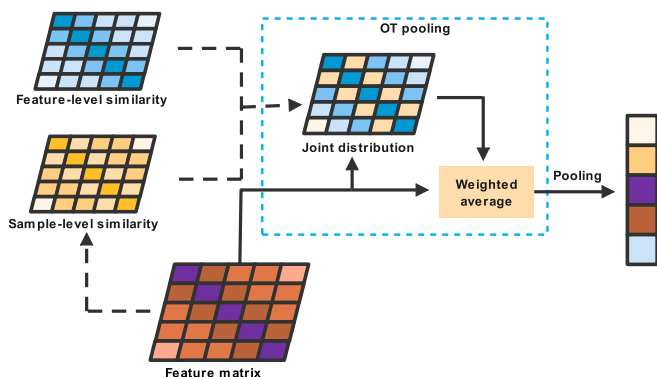 OT pooling
Feature-level similarity
Joint distribution
Sample-level similarity
Weighted
average
Pooling
Feature matrix